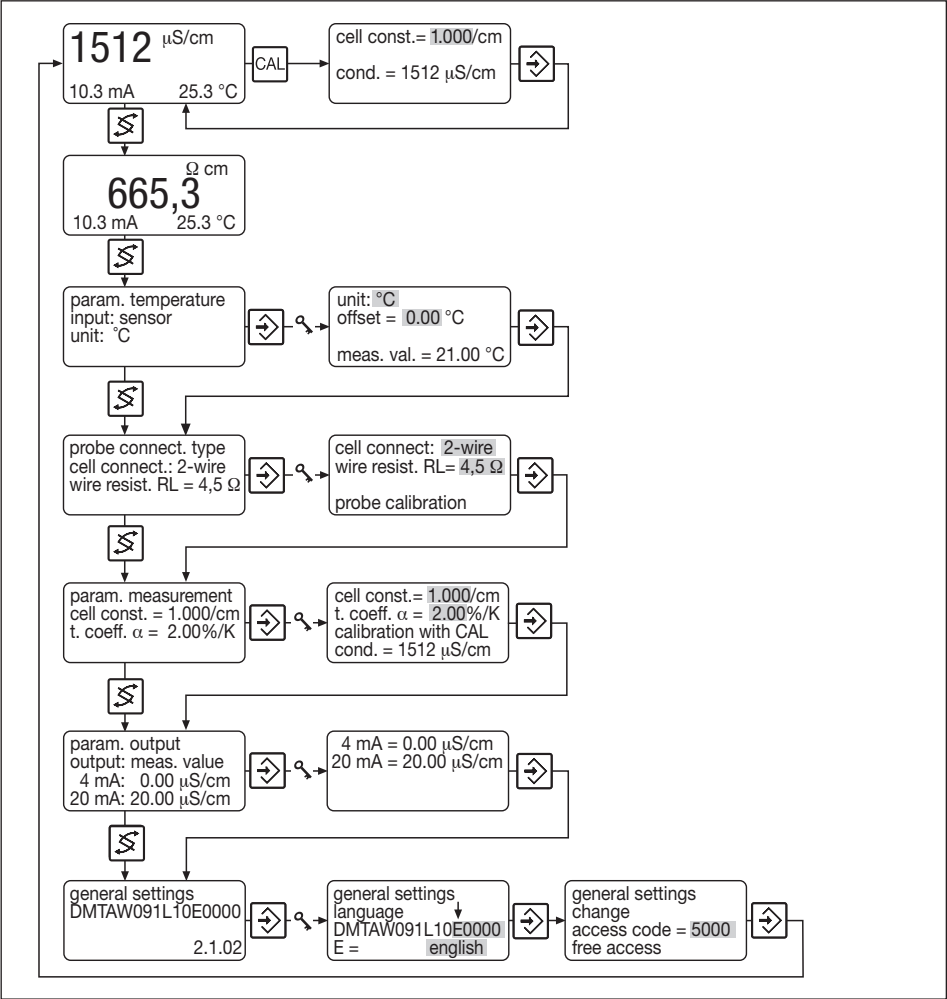 1512 μS/cm
10.3 mA 25.3 °C
CAL
cell const.= 1.000/cm
cond. = 1512 μS/cm
Ω cm
665,3
10.3 mA 25.3 °C
param. temperature
input: sensor
unit: °C
unit: °C
offset = 0.00 °C
meas. val. = 21.00 °C
probe connect. type
cell connect.: 2-wire
wire resist. RL = 4,5 Ω
cell connect: 2-wire
wire resist. RL= 4,5 Ω
probe calibration
param. measurement
cell const. = 1.000/cm
t. coeff. α = 2.00%/K
cell const.= 1.000/cm
t. coeff. α = 2.00%/K
calibration with CAL
cond. = 1512 μS/cm
param. output
output: meas. value
4 mA: 0.00 μS/cm
20 mA: 20.00 μS/cm
4 mA = 0.00 μS/cm
20 mA = 20.00 μS/cm
general settings
DMTAW091L10E0000
2.1.02
general settings
language
DMTAW091L10E0000
E = english
general settings
change
access code = 5000
free access